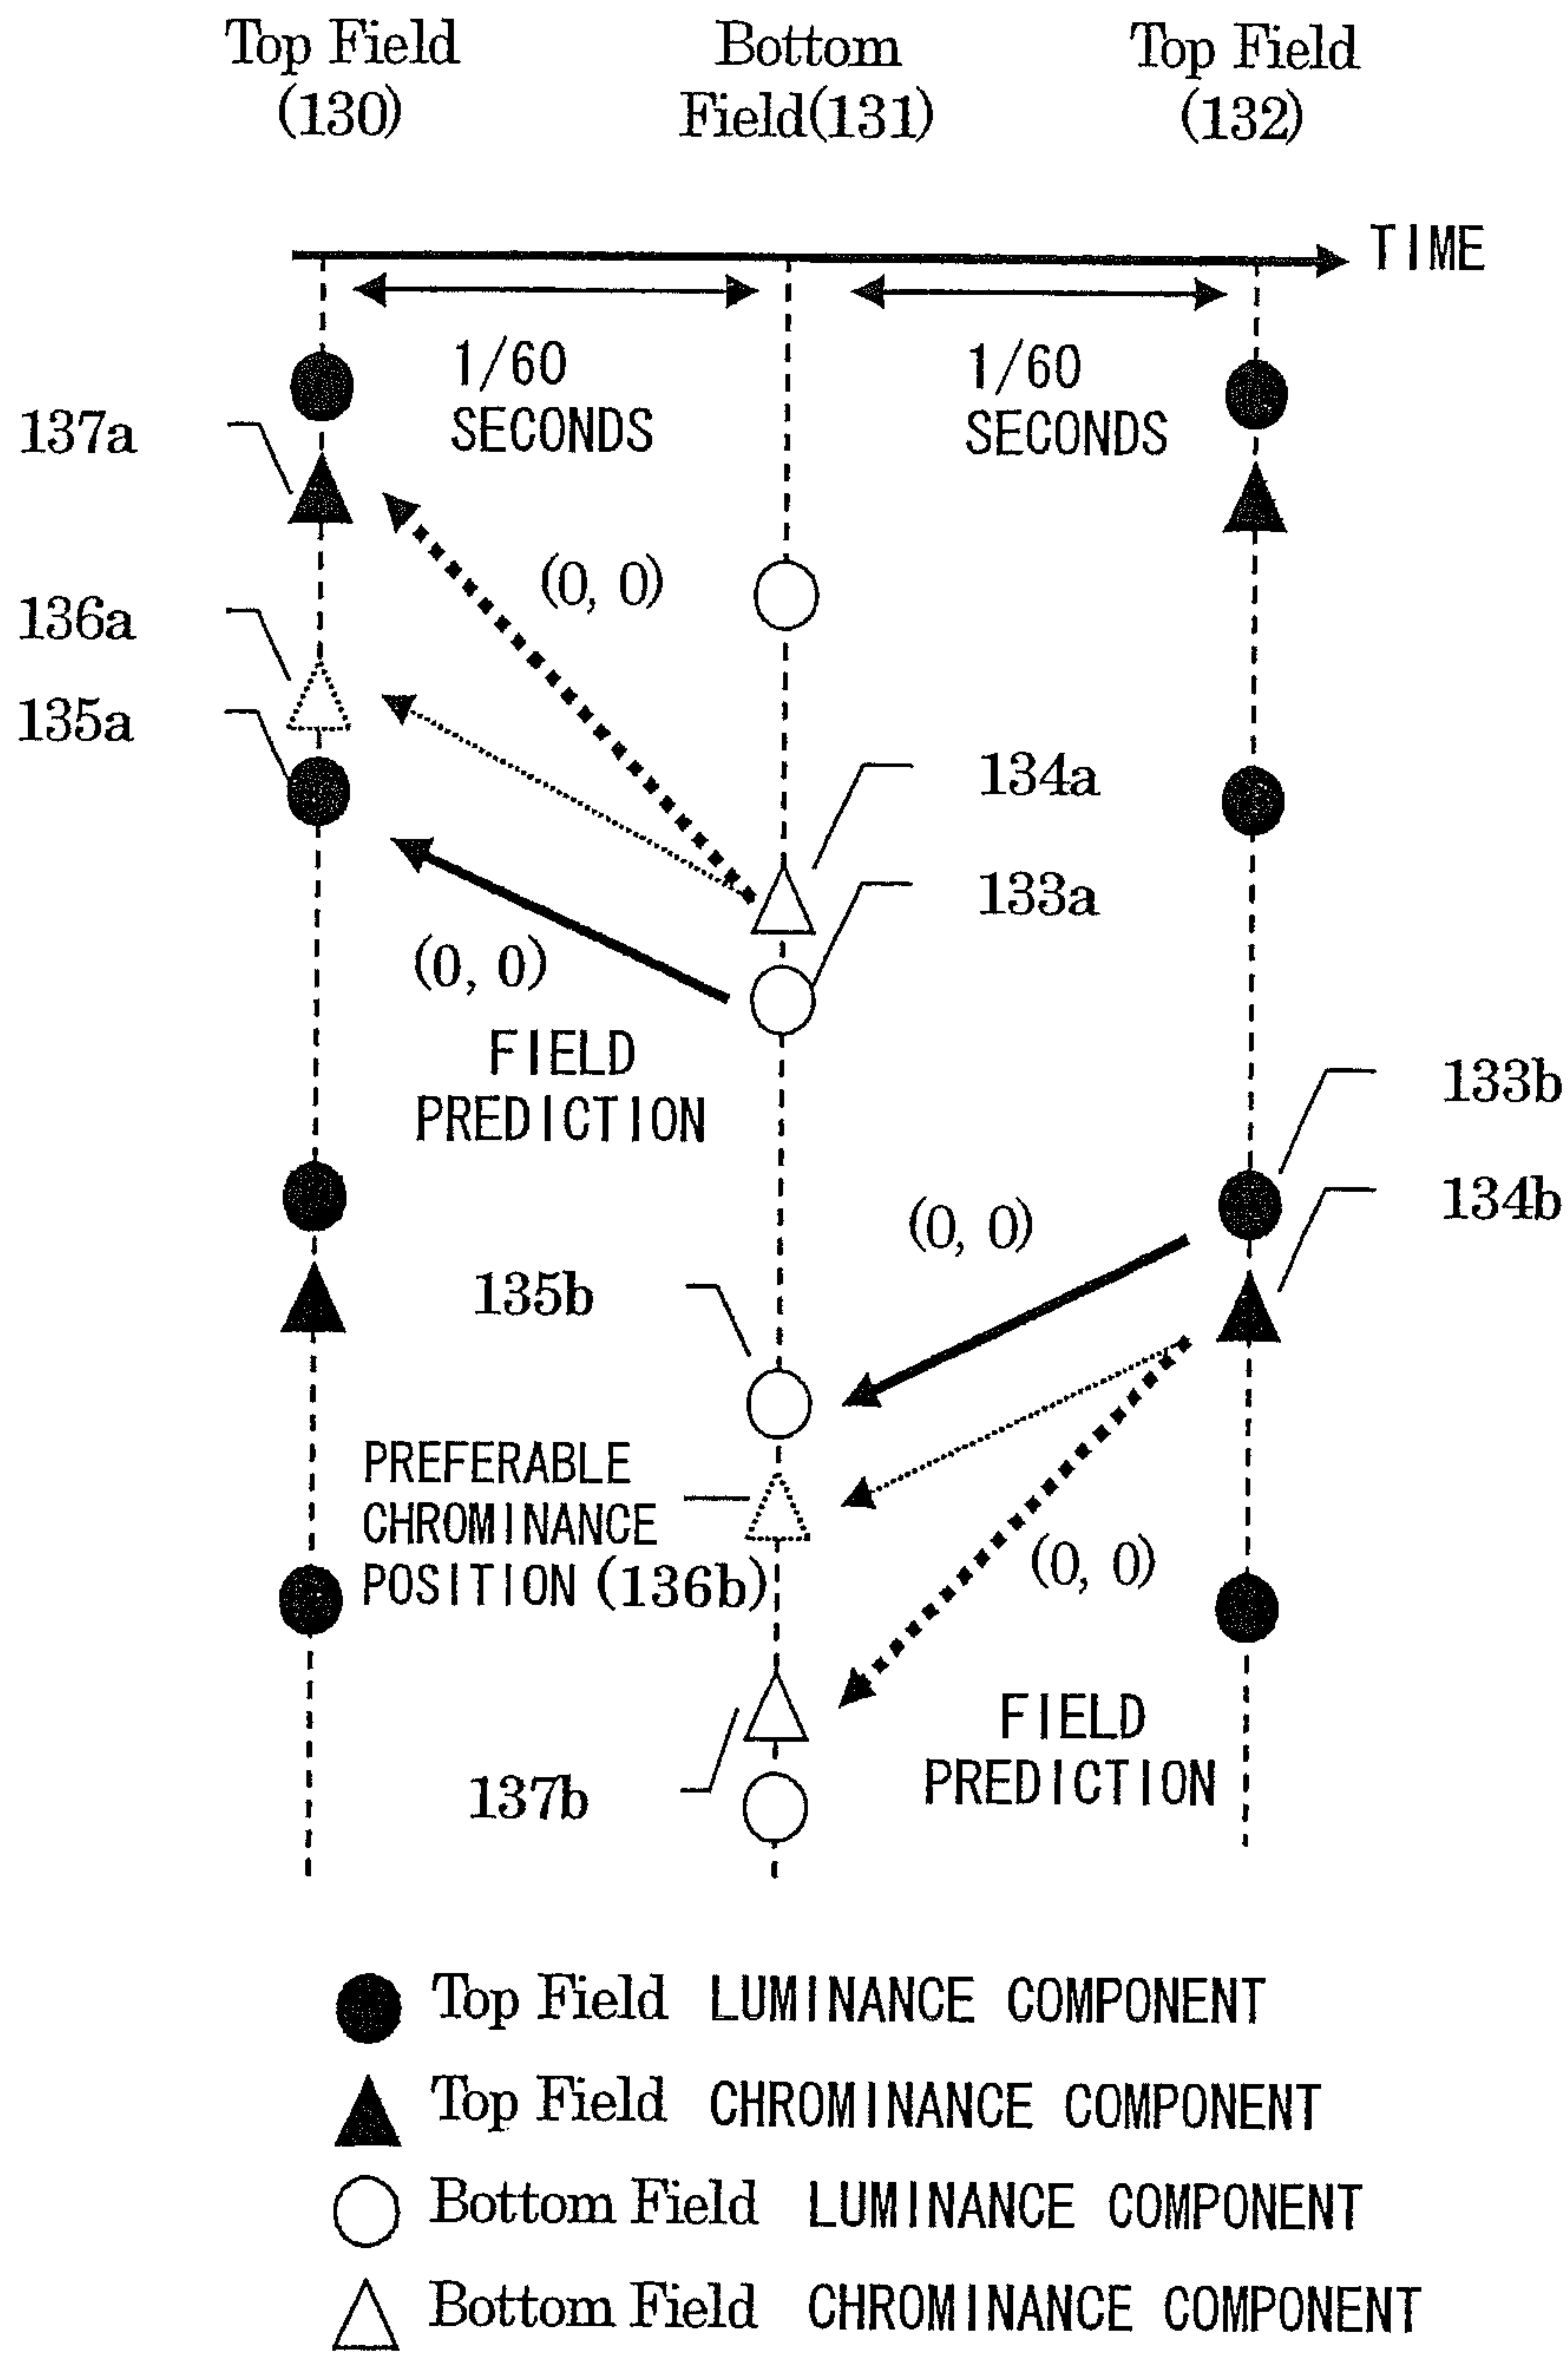 Top Field
(130)
Bottom
Field(131)
Top Field
(132)
TIME
1/60
SECONDS
1/60
SECONDS
137a
(0, 0)
136a
135a
134a
133a
(0, 0)
FIELD
PREDICTION
133b
134b
(0, 0)
135b
PREFERABLE
CHROMINANCE
POSITION (136b)
(0, 0)
FIELD
PREDICTION
137b
Top Field LUMINANCE COMPONENT
Top Field CHROMINANCE COMPONENT
Bottom Field LUMINANCE COMPONENT
Bottom Field CHROMINANCE COMPONENT